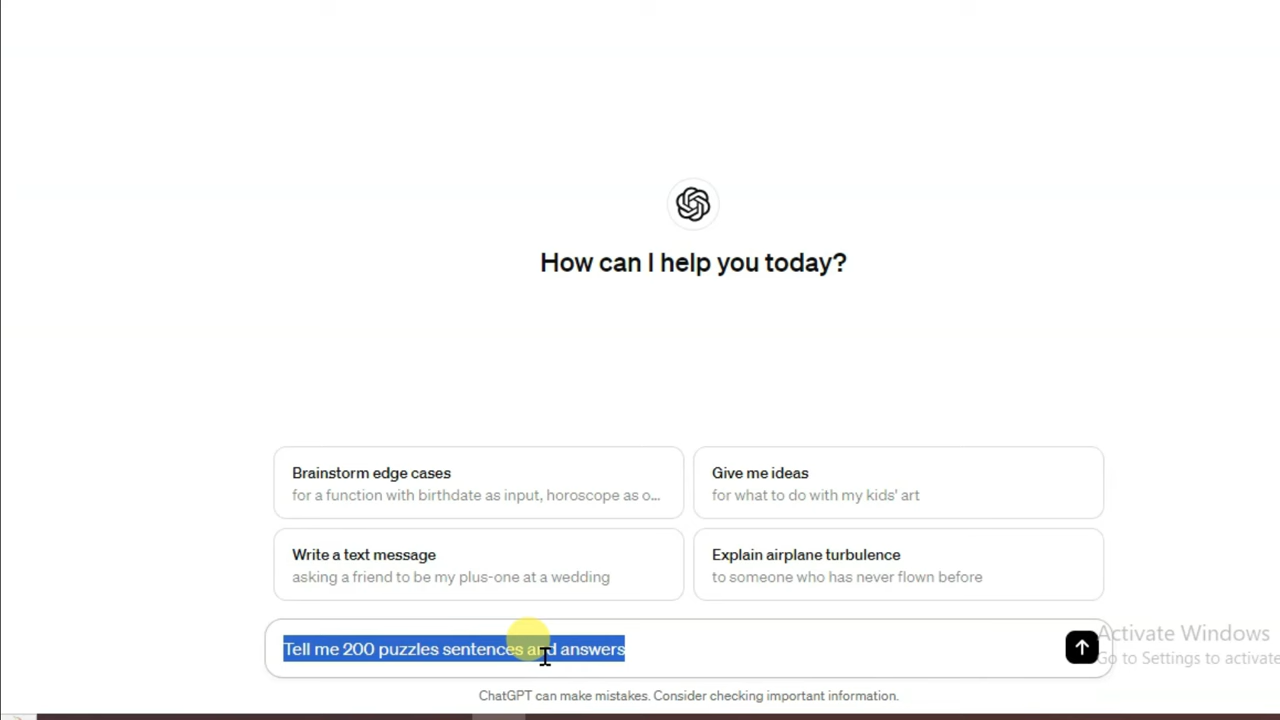 How can I help you today?
Brainstorm edge cases
for a function with birthdate as input, horoscope as o...
Give me ideas
for what to do with my kids' art
Write a text message
asking a friend to be my plus-one at a wedding
Explain airplane turbulence
to someone who has never flown before
Tell me 200 puzzles sentences and answers
Activate Windows
Go to Settings to activate
ChatGPT can make mistakes. Consider checking important information.